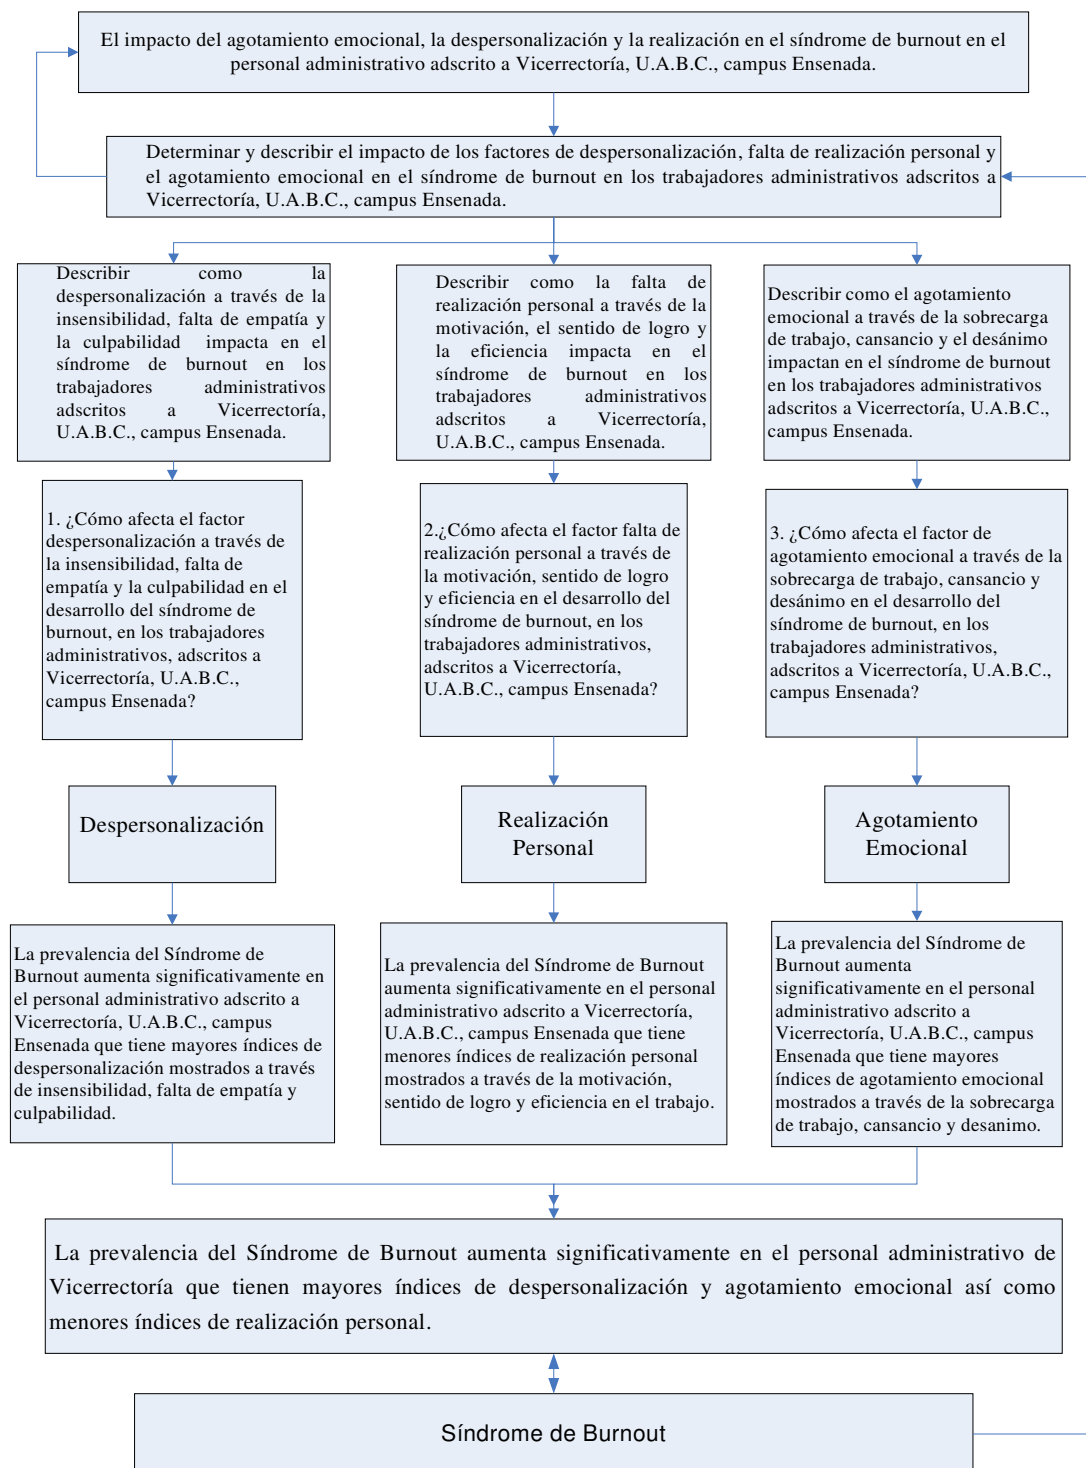 El impacto del agotamiento emocional, la despersonalización y la realización en el síndrome de burnout en el
personal administrativo adscrito a Vicerrectoría, U.A.B.C., campus Ensenada.
Determinar y describir el impacto de los factores de despersonalización, falta de realización personal y
el agotamiento emocional en el síndrome de burnout en los trabajadores administrativos adscritos a
Vicerrectoría, U.A.B.C., campus Ensenada.
Describir como la
despersonalización a través de la
insensibilidad, falta de empatía y
la culpabilidad impacta en el
síndrome de burnout en los
trabajadores administrativos
adscritos a Vicerrectoría,
U.A.B.C., campus Ensenada.
Describir como la falta de
realización personal a través de la
motivación, el sentido de logro y
la eficiencia impacta en el
síndrome de burnout en los
trabajadores administrativos
adscritos a Vicerrectoría,
U.A.B.C., campus Ensenada.
Describir como el agotamiento
emocional a través de la sobrecarga
de trabajo, cansancio y el desánimo
impactan en el síndrome de burnout
en los trabajadores administrativos
adscritos a Vicerrectoría, U.A.B.C.,
campus Ensenada.
1. ¿Cómo afecta el factor
despersonalización a través de
la insensibilidad, falta de
empatía y la culpabilidad en el
desarrollo del síndrome de
burnout, en los trabajadores
administrativos, adscritos a
Vicerrectoría, U.A.B.C.,
campus Ensenada?
2.¿Cómo afecta el factor falta de
realización personal a través de
la motivación, sentido de logro
y eficiencia en el desarrollo del
síndrome de burnout, en los
trabajadores administrativos,
adscritos a Vicerrectoría,
U.A.B.C., campus Ensenada?
3. ¿Cómo afecta el factor de
agotamiento emocional a través de la
sobrecarga de trabajo, cansancio y
desánimo en el desarrollo del
síndrome de burnout, en los
trabajadores administrativos,
adscritos a Vicerrectoría, U.A.B.C.,
campus Ensenada?
Despersonalización
Realización
Personal
Agotamiento
Emocional
La prevalencia del Síndrome de
Burnout aumenta significativamente en
el personal administrativo adscrito a
Vicerrectoría, U.A.B.C., campus
Ensenada que tiene mayores índices de
despersonalización mostrados a través
de insensibilidad, falta de empatía y
culpabilidad.
La prevalencia del Síndrome de Burnout
aumenta significativamente en el personal
administrativo adscrito a Vicerrectoría,
U.A.B.C., campus Ensenada que tiene
menores índices de realización personal
mostrados a través de la motivación,
sentido de logro y eficiencia en el trabajo.
La prevalencia del Síndrome de
Burnout aumenta
significativamente en el personal
administrativo adscrito a
Vicerrectoría, U.A.B.C., campus
Ensenada que tiene mayores
índices de agotamiento emocional
mostrados a través de la sobrecarga
de trabajo, cansancio y desanimo.
La prevalencia del Síndrome de Burnout aumenta significativamente en el personal administrativo de
Vicerrectoría que tienen mayores índices de despersonalización y agotamiento emocional así como
menores índices de realización personal.
Síndrome de Burnout